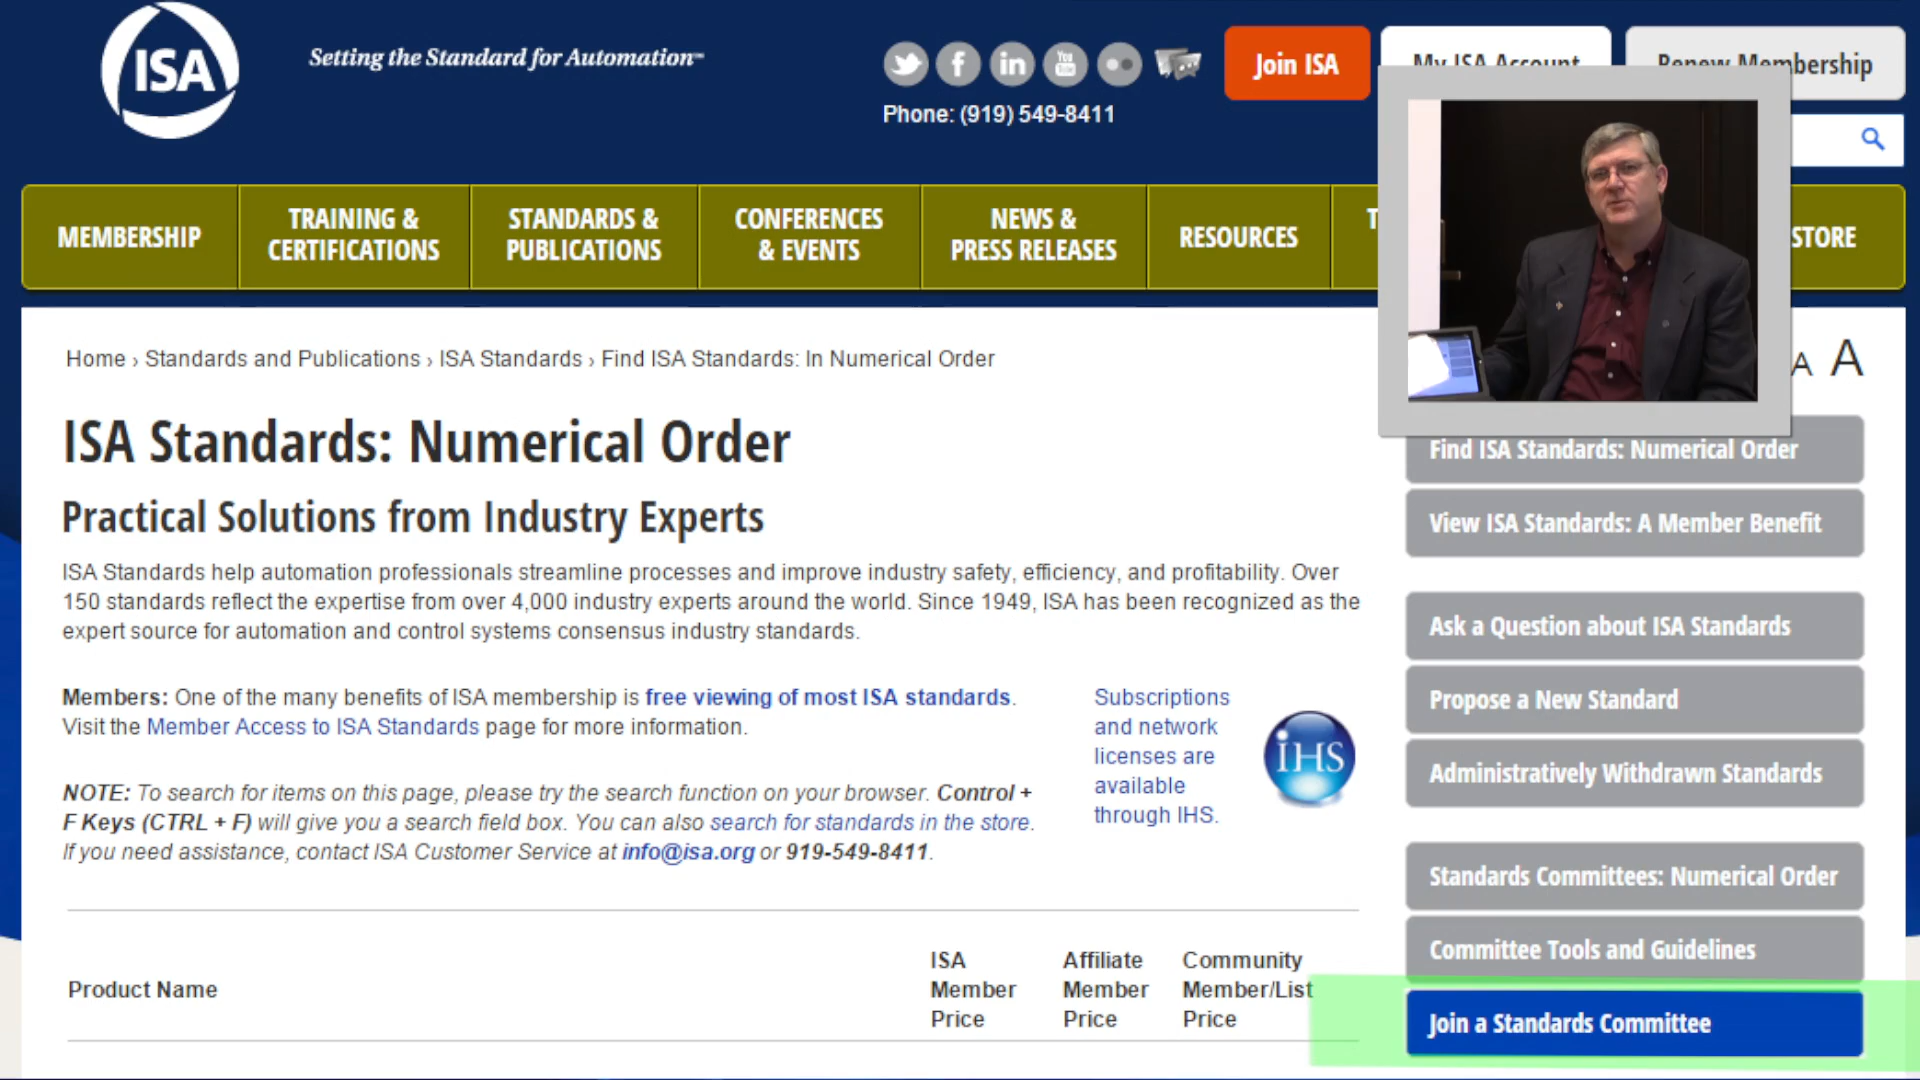 ISA
Setting the Standard for Automation
Join ISA
My ISA Account
Renew Membership
Phone: (919) 549-8411
MEMBERSHIP
TRAINING &
CERTIFICATIONS
STANDARDS &
PUBLICATIONS
CONFERENCES
& EVENTS
NEWS &
PRESS RELEASES
RESOURCES
T
STORE
Home › Standards and Publications › ISA Standards › Find ISA Standards: In Numerical Order
A A
ISA Standards: Numerical Order
Practical Solutions from Industry Experts
ISA Standards help automation professionals streamline processes and improve industry safety, efficiency, and profitability. Over
150 standards reflect the expertise from over 4,000 industry experts around the world. Since 1949, ISA has been recognized as the
expert source for automation and control systems consensus industry standards.
Members: One of the many benefits of ISA membership is free viewing of most ISA standards.
Visit the Member Access to ISA Standards page for more information.
Subscriptions
and network
licenses are
available
through IHS.
IHS
NOTE: To search for items on this page, please try the search function on your browser. Control +
F Keys (CTRL + F) will give you a search field box. You can also search for standards in the store.
If you need assistance, contact ISA Customer Service at info@isa.org or 919-549-8411.
Product Name
ISA
Member
Price
Affiliate
Member
Price
Community
Member/List
Price
Find ISA Standards: Numerical Order
View ISA Standards: A Member Benefit
Ask a Question about ISA Standards
Propose a New Standard
Administratively Withdrawn Standards
Standards Committees: Numerical Order
Committee Tools and Guidelines
Join a Standards Committee